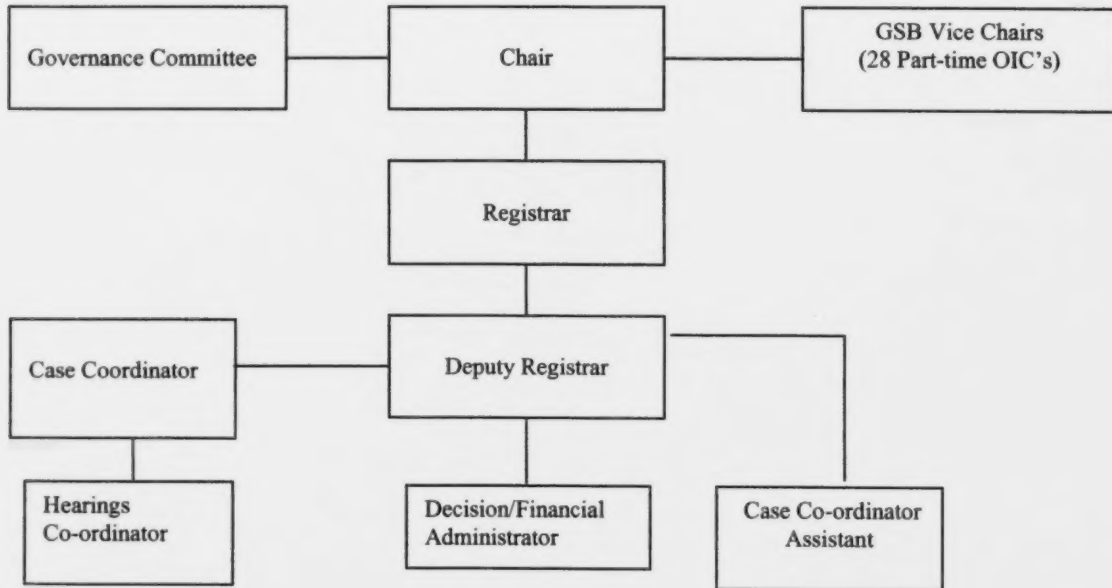 Governance Committee
Chair
GSB Vice Chairs
(28 Part-time OIC's)
Registrar
Case Coordinator
Deputy Registrar
Hearings
Co-ordinator
Decision/Financial
Administrator
Case Co-ordinator
Assistant